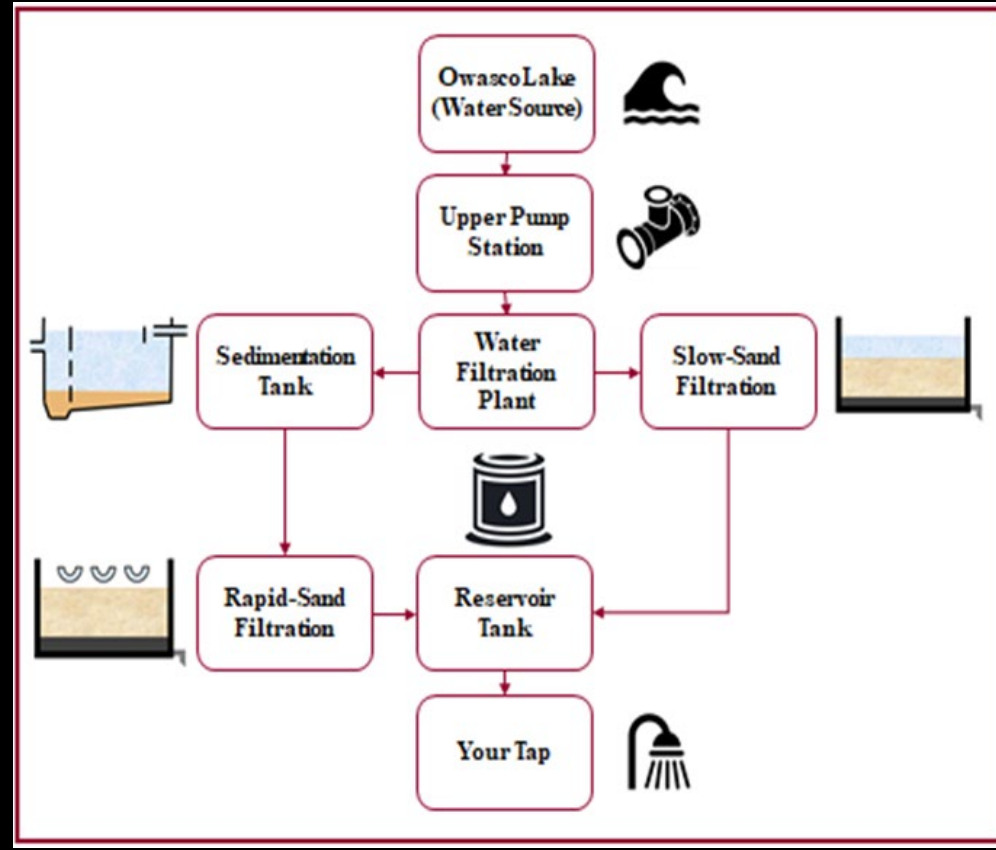 Owasco Lake
(Water Source)
Upper Pump
Station
Sedimentation
Tank
Water
Filtration
Plant
Slow-Sand
Filtration
Rapid-Sand
Filtration
Reservoir
Tank
Your Tap